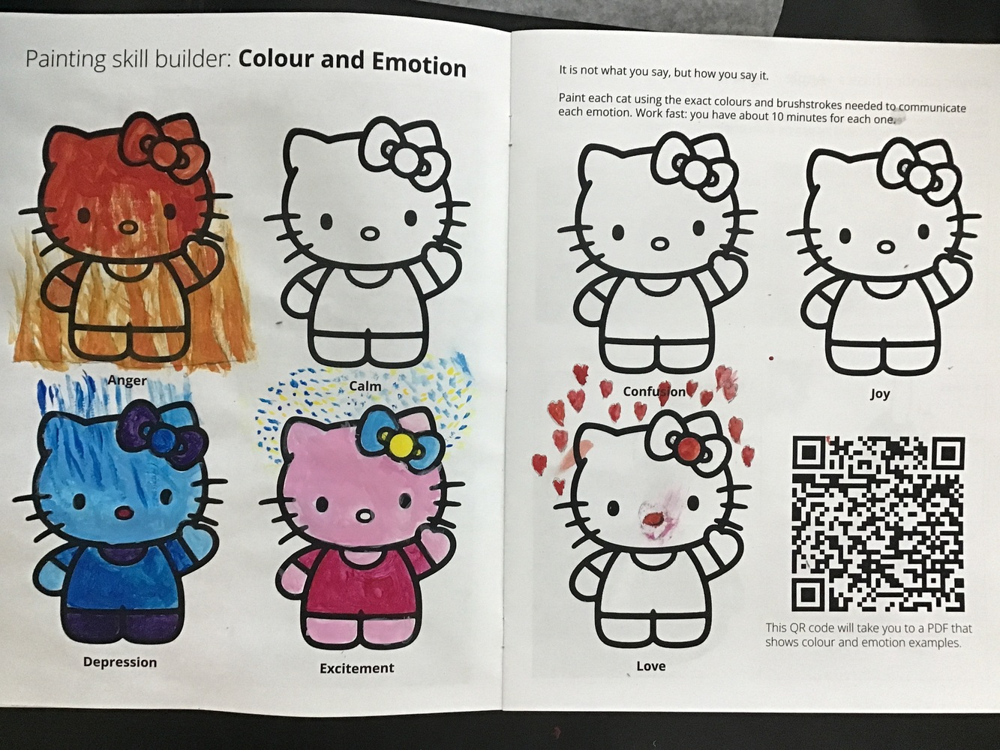 Painting skill builder: Colour and Emotion
Anger
Calm
Depression
Excitement
It is not what you say, but how you say it.
Paint each cat using the exact colours and brushstrokes needed to communicate
each emotion. Work fast: you have about 10 minutes for each one.
Confusion
Joy
Love
This QR code will take you to a PDF that
shows colour and emotion examples.